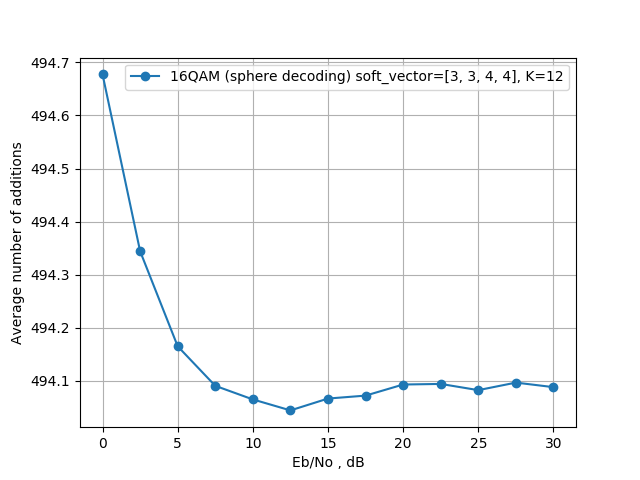 494.7
494.6
494.5
494.4
494.3
494.2
494.1
Average number of additions
16QAM (sphere decoding) soft_vector=[3, 3, 4, 4], K=12
0 5 10 15 20 25 30
Eb/No , dB